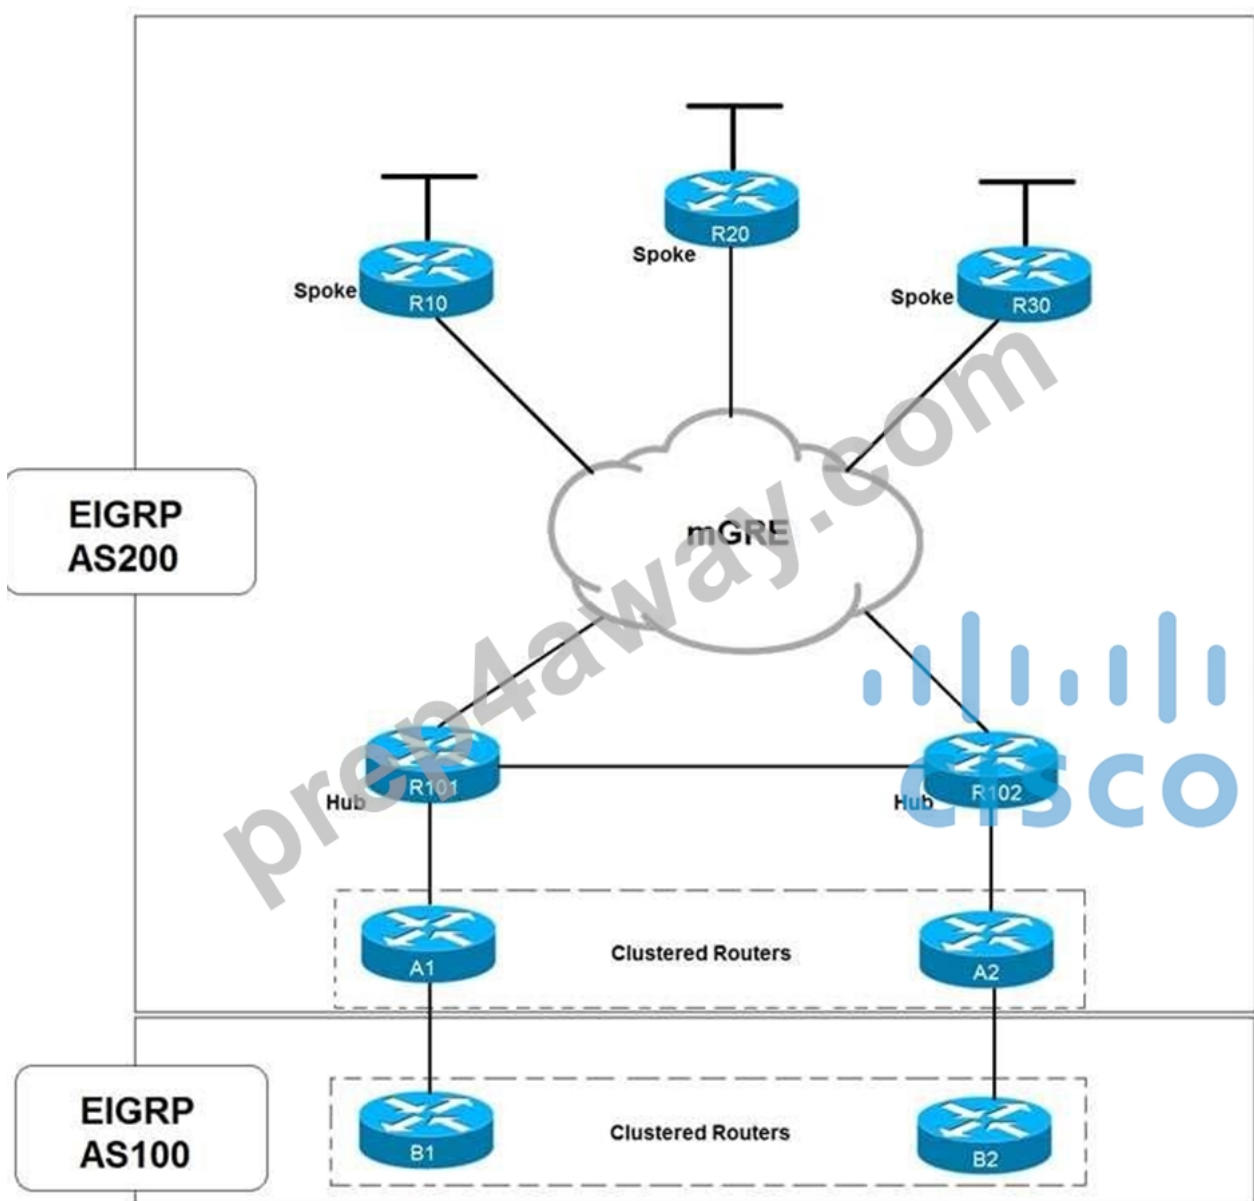 R20
Spoke
R10
Spoke
R30
Spoke
mGRE
EIGRP
AS200
prep4away.com
cisco
R101
Hub
R102
Hub
A1
Clustered Routers
A2
EIGRP
AS100
B1
Clustered Routers
B2